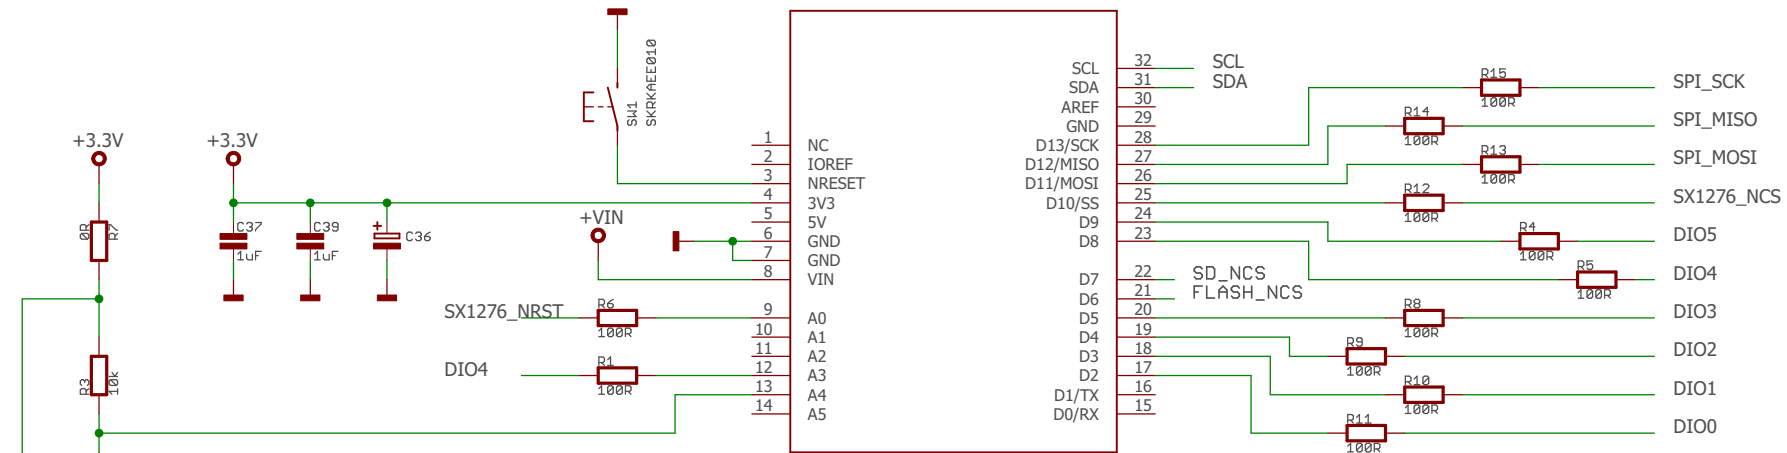 +3.3V
0R
R7
R3
10k
+3.3V
C37
1uF
C39
1uF
+
C36
SW1
SKRKAEE010
+VIN
SX1276_NRST
R6
100R
DIO4
R1
100R
1 NC
2 IOREF
3 NRESET
4 3V3
5 5V
6 GND
7 GND
8 VIN
9 A0
10 A1
11 A2
12 A3
13 A4
14 A5
SCL 32 SCL
SDA 31 SDA
AREF 30
GND 29
D13/SCK 28
D12/MISO 27
D11/MOSI 26
D10/SS 25
D9 24
D8 23
D7 22 SD_NCS
D6 21 FLASH_NCS
D5 20
D4 19
D3 18
D2 17
D1/TX 16
D0/RX 15
R15
100R
SPI_SCK
R14
100R
SPI_MISO
R13
100R
SPI_MOSI
R12
100R
SX1276_NCS
R4
100R
DIO5
R5
100R
DIO4
R8
100R
DIO3
R9
100R
DIO2
R10
100R
DIO1
R11
100R
DIO0